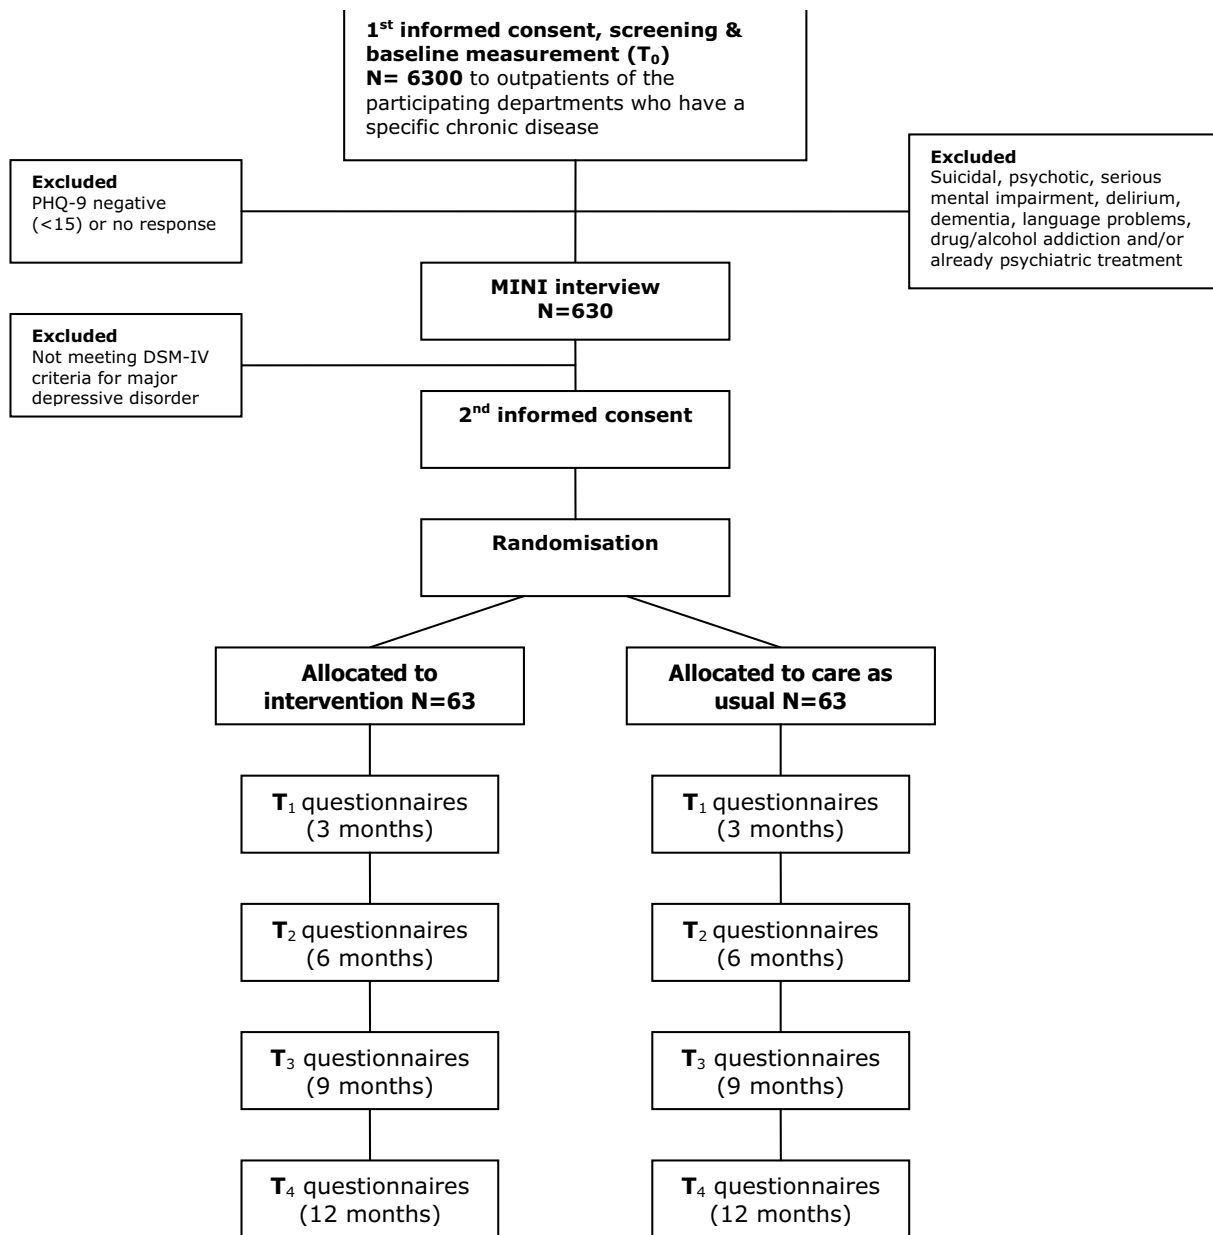 1st informed consent, screening &
baseline measurement (T0)
N= 6300 to outpatients of the
participating departments who have a
specific chronic disease
Excluded
PHQ-9 negative
(<15) or no response
Excluded
Suicidal, psychotic, serious
mental impairment, delirium,
dementia, language problems,
drug/alcohol addiction and/or
already psychiatric treatment
MINI interview
N=630
Excluded
Not meeting DSM-IV
criteria for major
depressive disorder
2nd informed consent
Randomisation
Allocated to
intervention N=63
Allocated to care as
usual N=63
T1 questionnaires
(3 months)
T1 questionnaires
(3 months)
T2 questionnaires
(6 months)
T2 questionnaires
(6 months)
T3 questionnaires
(9 months)
T3 questionnaires
(9 months)
T4 questionnaires
(12 months)
T4 questionnaires
(12 months)